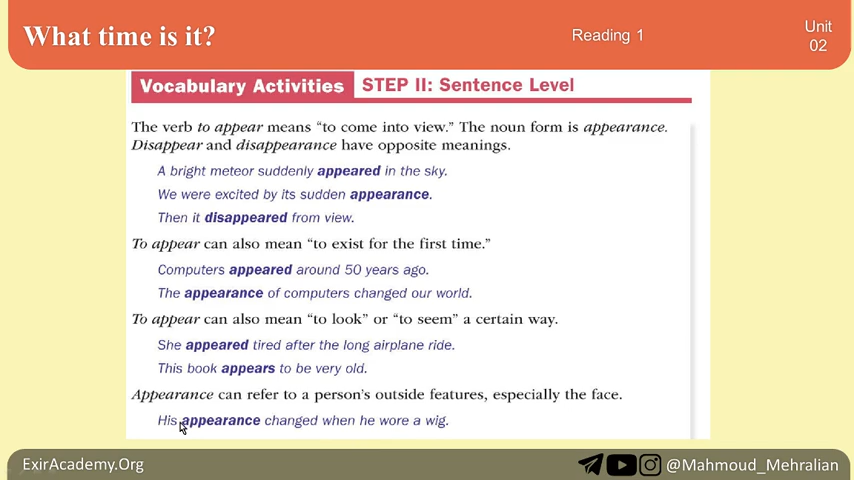 What time is it?
Reading 1
Unit
02
Vocabulary Activities STEP II: Sentence Level
The verb to appear means “to come into view.” The noun form is appearance.
Disappear and disappearance have opposite meanings.
A bright meteor suddenly appeared in the sky.
We were excited by its sudden appearance.
Then it disappeared from view.
To appear can also mean “to exist for the first time.”
Computers appeared around 50 years ago.
The appearance of computers changed our world.
To appear can also mean “to look” or “to seem” a certain way.
She appeared tired after the long airplane ride.
This book appears to be very old.
Appearance can refer to a person’s outside features, especially the face.
His appearance changed when he wore a wig.
ExirAcademy.Org
@Mahmoud_Mehralian